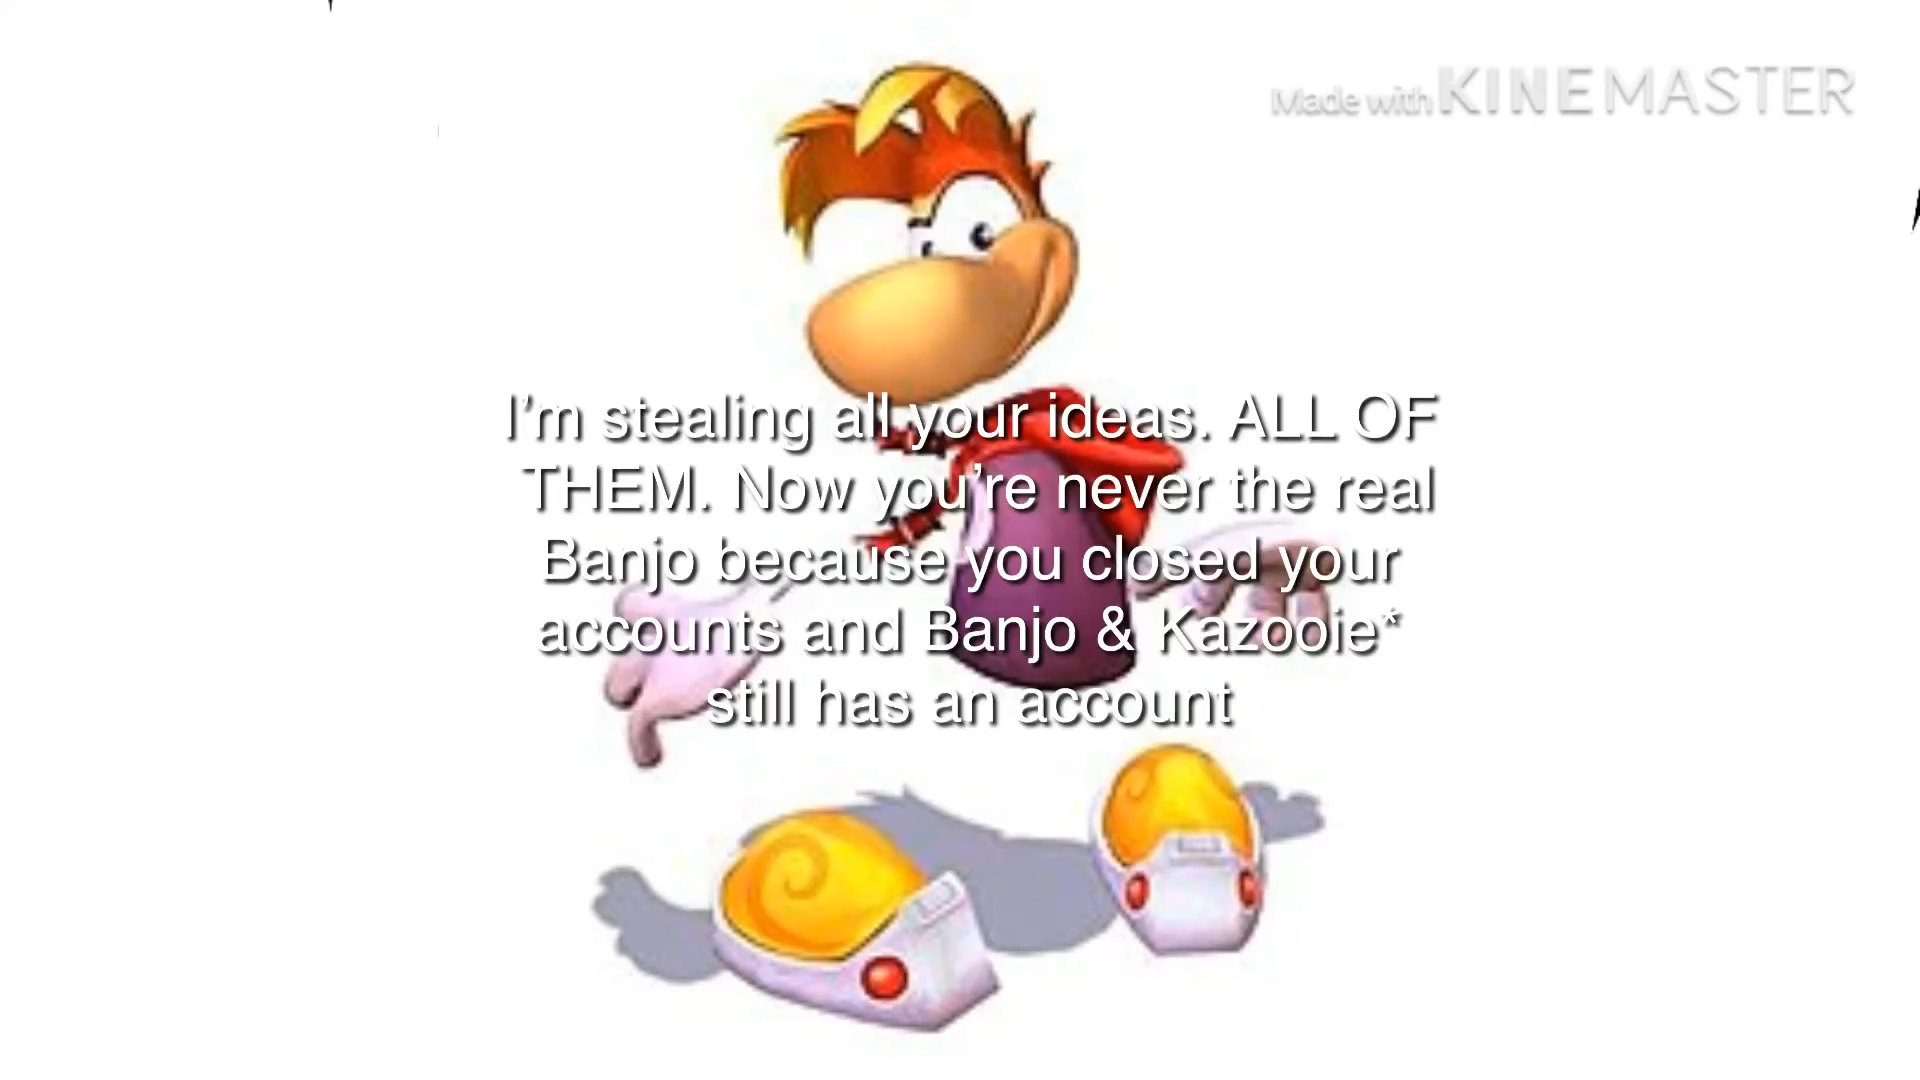 Made with KINEMASTER
I'm stealing all your ideas. ALL OF
THEM. Now you're never the real
Banjo because you closed your
accounts and Banjo & Kazooie*
still has an account